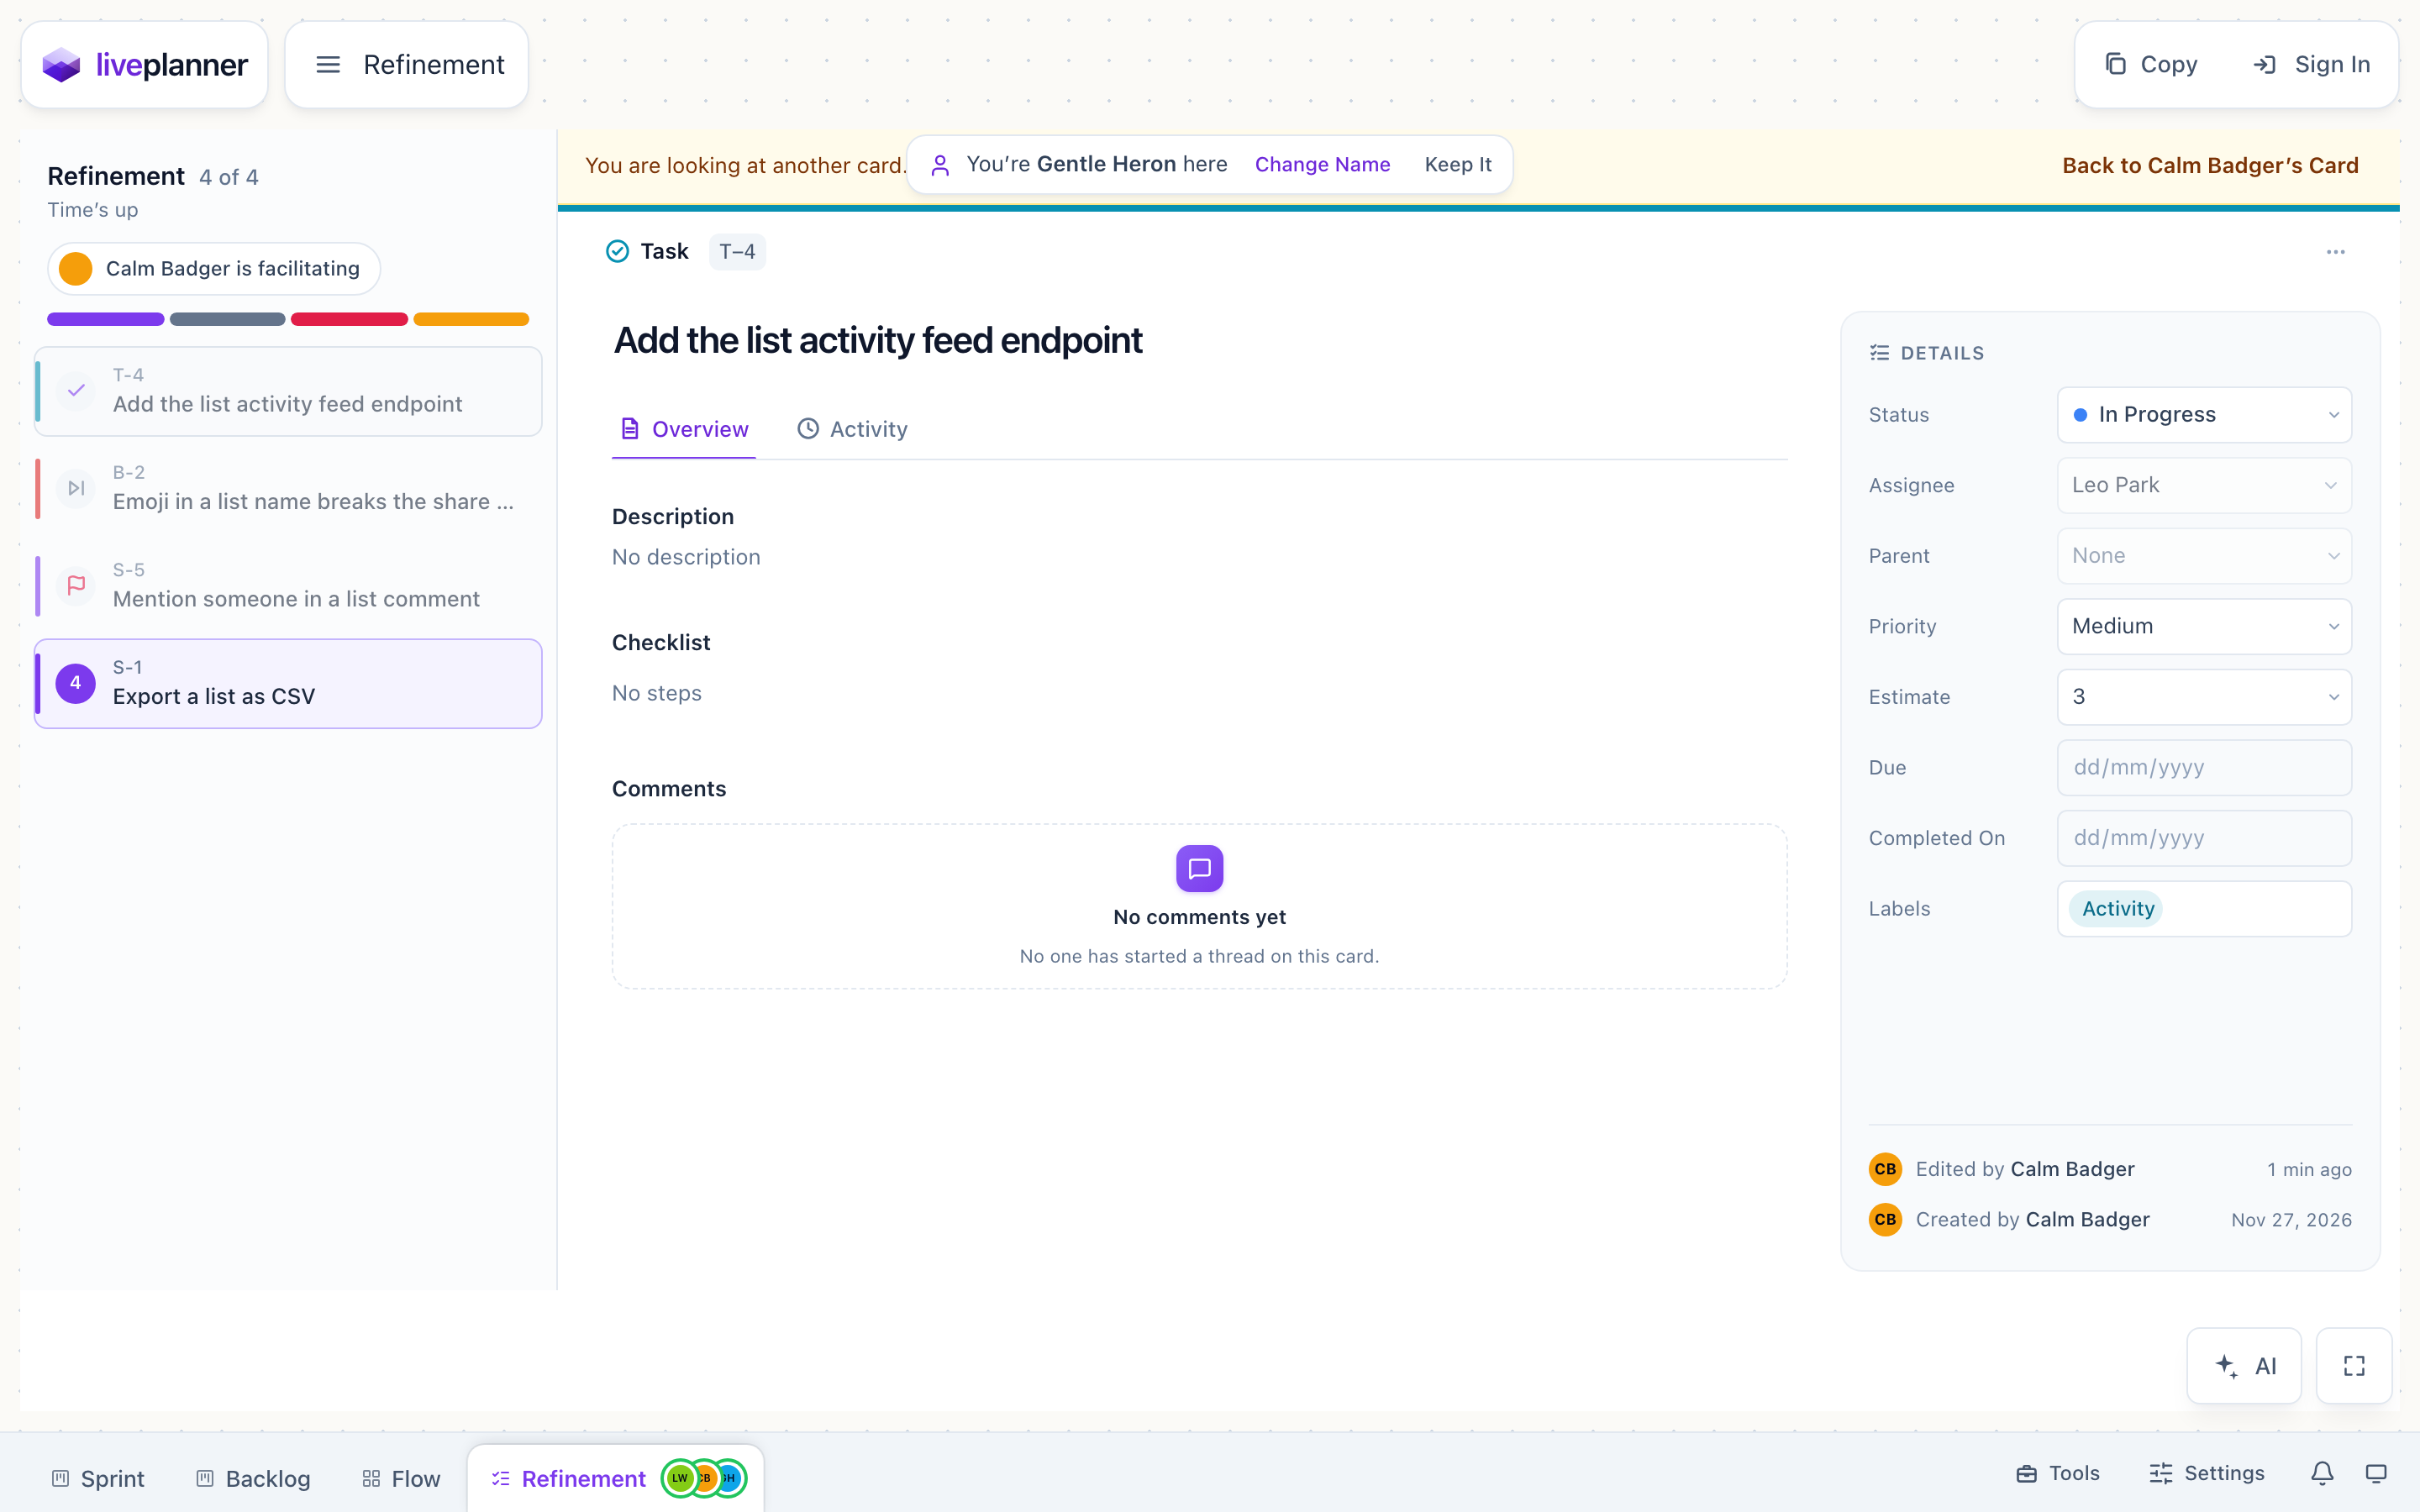 liveplanner
Refinement
Copy
Sign In
Refinement 4 of 4
Time's up
Calm Badger is facilitating
T-4
Add the list activity feed endpoint
B-2
Emoji in a list name breaks the share ...
S-5
Mention someone in a list comment
4
S-1
Export a list as CSV
You are looking at another card.
You're Gentle Heron here
Change Name
Keep It
Back to Calm Badger's Card
Task
T–4
Add the list activity feed endpoint
Overview
Activity
Description
No description
Checklist
No steps
Comments
No comments yet
No one has started a thread on this card.
DETAILS
Status
In Progress
Assignee
Leo Park
Parent
None
Priority
Medium
Estimate
3
Due
dd/mm/yyyy
Completed On
dd/mm/yyyy
Labels
Activity
CB
Edited by Calm Badger
1 min ago
CB
Created by Calm Badger
Nov 27, 2026
AI
Sprint
Backlog
Flow
Refinement
LW
Tools
Settings